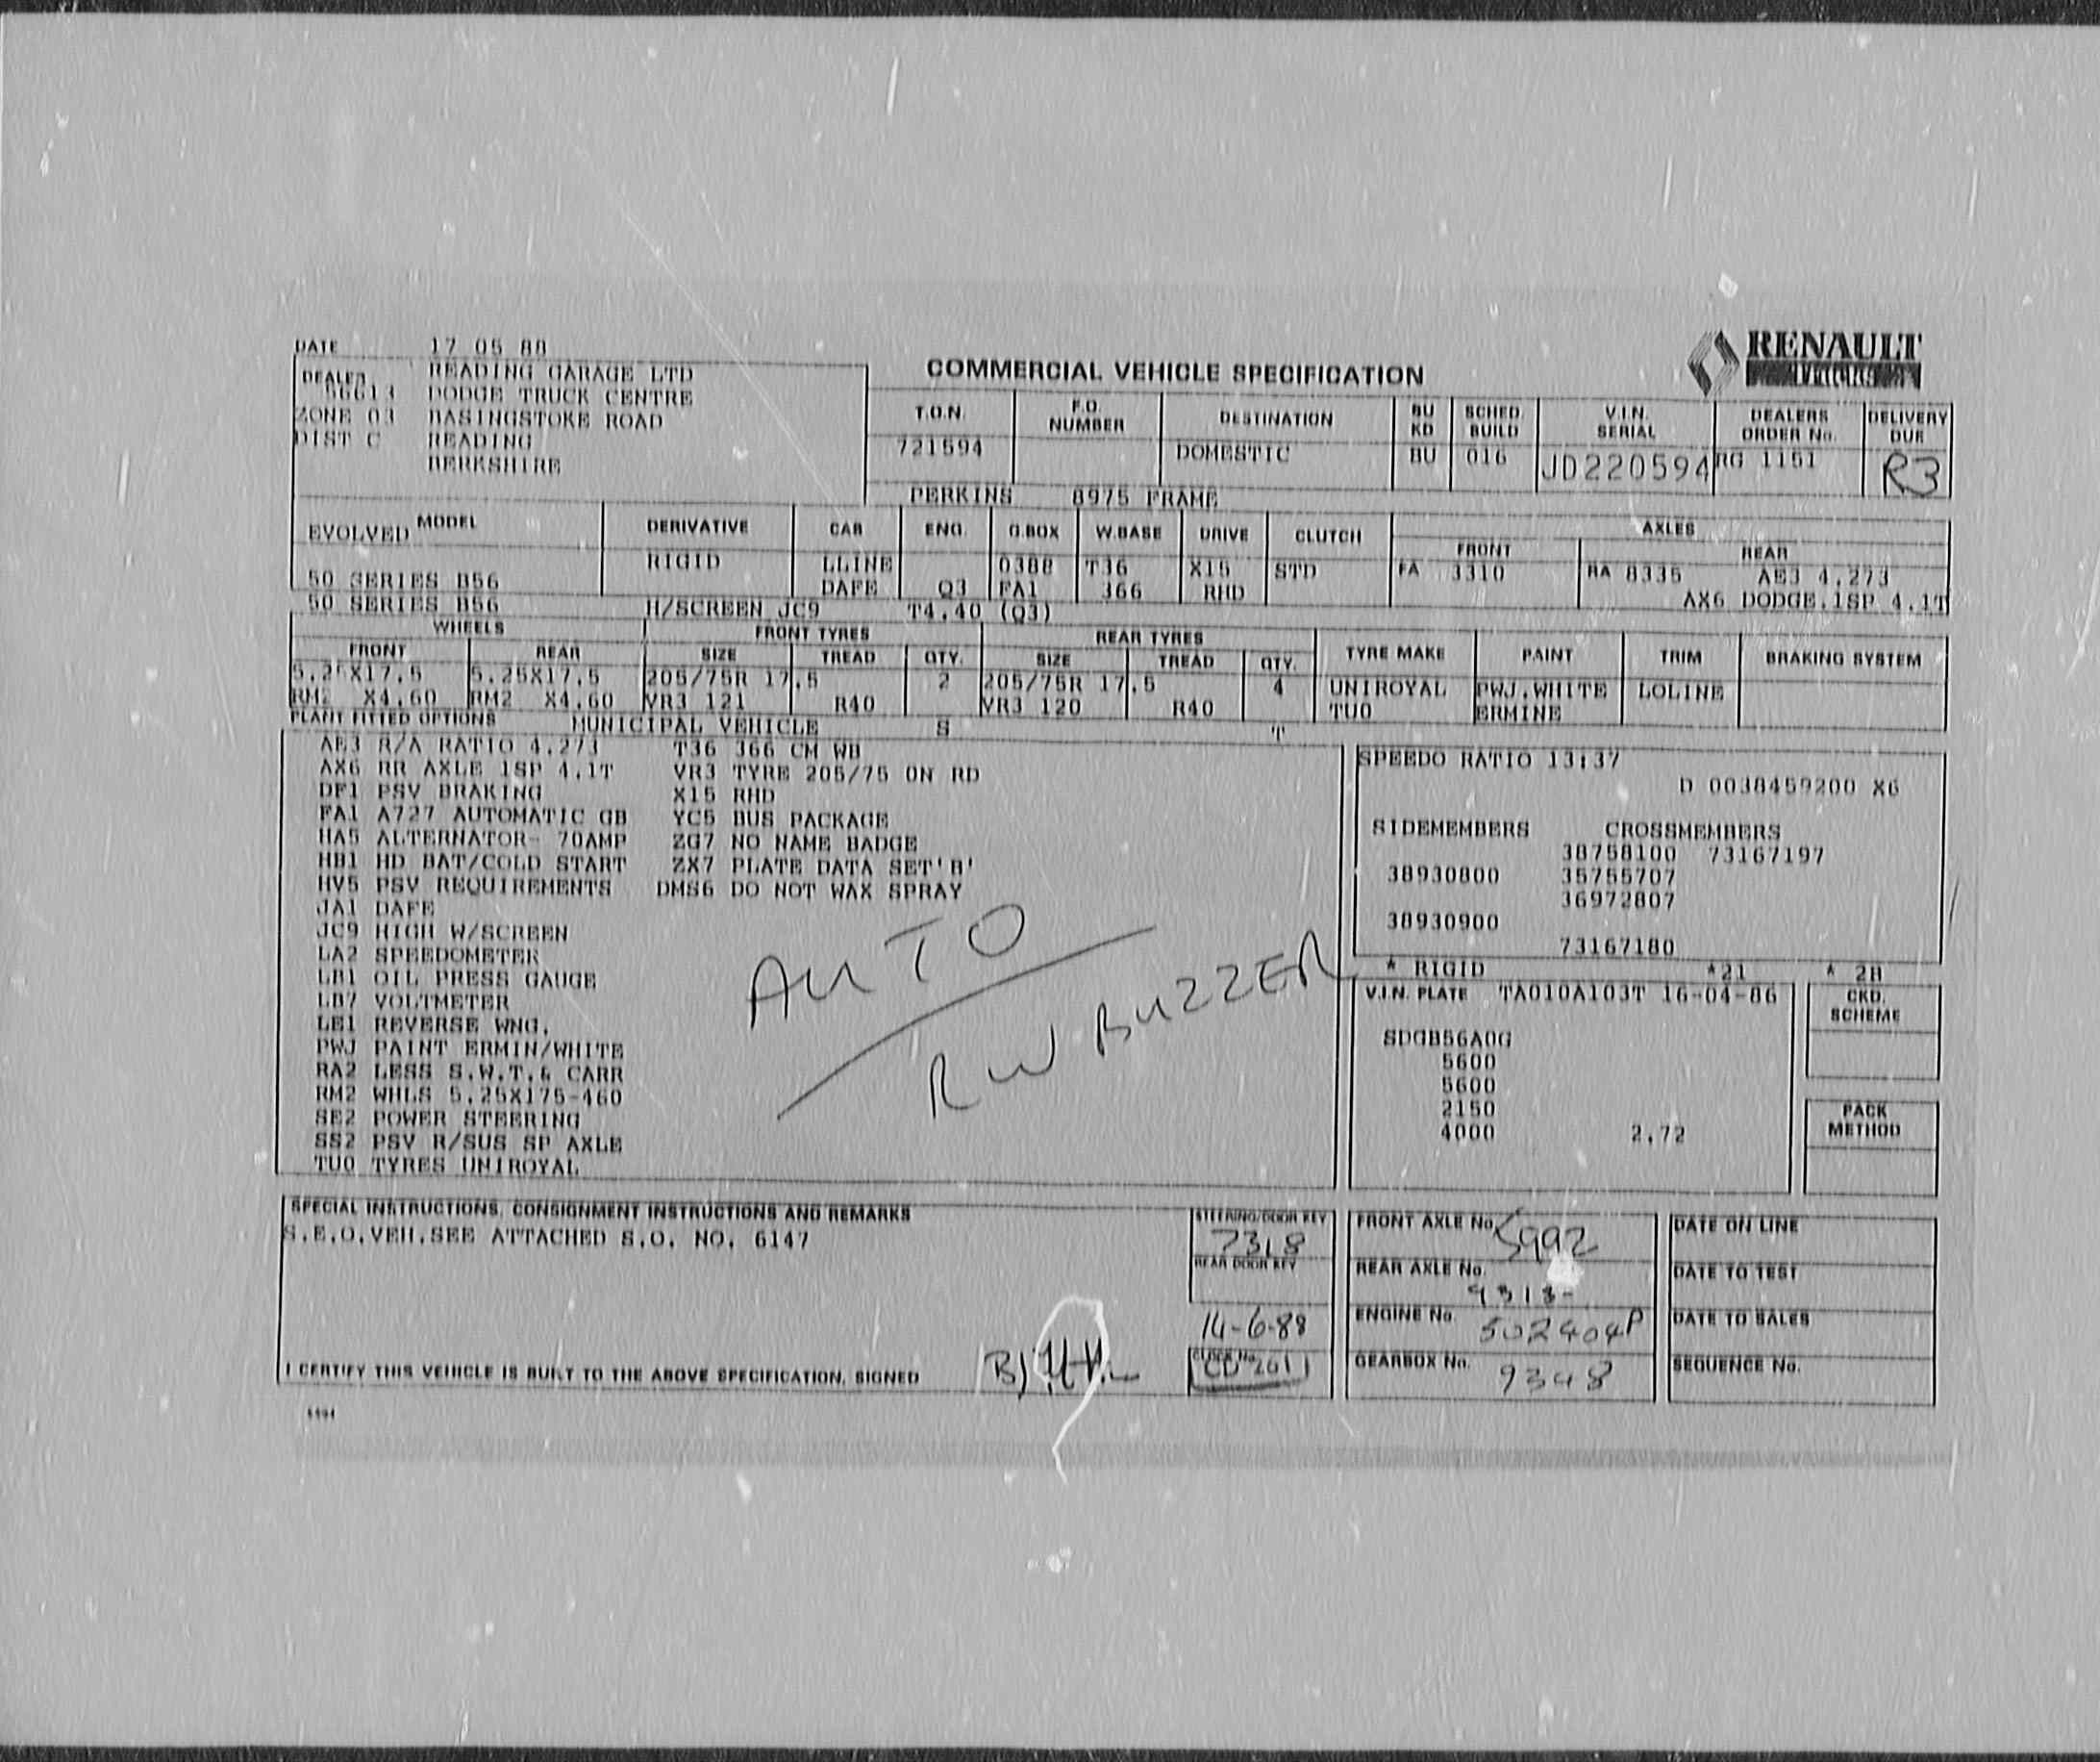 DATE 17 05 88
DEALER READING GARAGE LTD
56613 DODGE TRUCK CENTRE
ZONE 03 BASINGSTOKE ROAD
DIST C READING
BERKSHIRE
COMMERCIAL VEHICLE SPECIFICATION
RENAULT
T.O.N. F.O. NUMBER DESTINATION BU KD SCHED. BUILD V.I.N. SERIAL DEALERS ORDER No. DELIVERY DUE
721594 DOMESTIC BU 016 JD220594 RG 1151 R3
PERKINS 8975 FRAME
EVOLVED MODEL DERIVATIVE CAB ENG. G.BOX W.BASE DRIVE CLUTCH AXLES
FRONT REAR
RIGID LLINE 0388 T36 X15 STD FA 3310 RA 8335 AE3 4.273
50 SERIES B56 DAFE Q3 FA1 366 RHD AX6 DODGE.1SP 4.1T
50 SERIES B56 H/SCREEN JC9 T4.40 (Q3)
WHEELS FRONT TYRES REAR TYRES TYRE MAKE PAINT TRIM BRAKING SYSTEM
FRONT REAR SIZE TREAD QTY. SIZE TREAD QTY.
5.25X17.5 5.25X17.5 205/75R 17.5 2 205/75R 17.5 4 UNIROYAL PWJ.WHITE LOLINE
RM2 X4.60 RM2 X4.60 VR3 121 R40 VR3 120 R40 TU0 ERMINE
PLANT FITTED OPTIONS MUNICIPAL VEHICLE S T
AE3 R/A RATIO 4.273 T36 366 CM WB
AX6 RR AXLE 1SP 4.1T VR3 TYRE 205/75 ON RD
DF1 PSV BRAKING X15 RHD
FA1 A727 AUTOMATIC GB YC5 BUS PACKAGE
HA5 ALTERNATOR- 70AMP ZG7 NO NAME BADGE
HB1 HD BAT/COLD START ZX7 PLATE DATA SET'B'
HV5 PSV REQUIREMENTS DMS6 DO NOT WAX SPRAY
JA1 DAFE
JC9 HIGH W/SCREEN
LA2 SPEEDOMETER
LB1 OIL PRESS GAUGE
LB7 VOLTMETER
LE1 REVERSE WNG.
PWJ PAINT ERMIN/WHITE
RA2 LESS S.W.T.& CARR
RM2 WHLS 5.25X175-460
SE2 POWER STEERING
SS2 PSV R/SUS SP AXLE
TU0 TYRES UNIROYAL
AUTO
RW BUZZER
SPEEDO RATIO 13:37
D 0038459200 X6
SIDEMEMBERS CROSSMEMBERS
38758100 73167197
38930800 35755707
36972807
38930900
73167180
* RIGID *21 * 2H
V.I.N. PLATE TA010A103T 16-04-86
SDGB56A0G
5600
5600
2150
4000 2.72
CKD. SCHEME
PACK METHOD
SPECIAL INSTRUCTIONS, CONSIGNMENT INSTRUCTIONS AND REMARKS
S.E.O.VEH.SEE ATTACHED S.O. NO. 6147
STEERING/DOOR KEY
7318
REAR DOOR KEY
14-6-88
I CERTIFY THIS VEHICLE IS BUILT TO THE ABOVE SPECIFICATION, SIGNED
FRONT AXLE No. 5992
REAR AXLE No.
ENGINE No. 502404P
GEARBOX No. 9348
DATE ON LINE
DATE TO TEST
DATE TO SALES
SEQUENCE No.